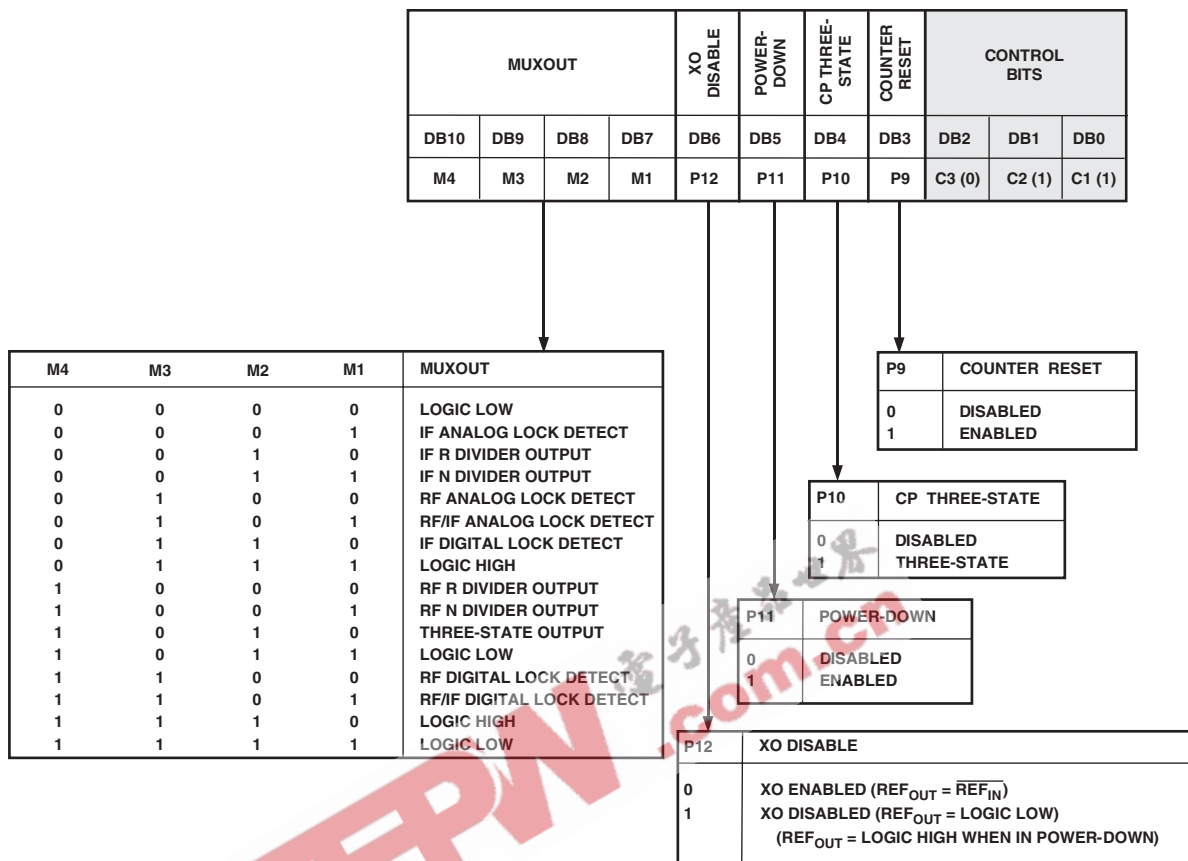 MUXOUT XO DISABLE POWER-DOWN CP THREE-STATE COUNTER RESET CONTROL BITS
DB10 DB9 DB8 DB7 DB6 DB5 DB4 DB3 DB2 DB1 DB0
M4 M3 M2 M1 P12 P11 P10 P9 C3 (0) C2 (1) C1 (1)
M4 M3 M2 M1 MUXOUT
0 0 0 0 LOGIC LOW
0 0 0 1 IF ANALOG LOCK DETECT
0 0 1 0 IF R DIVIDER OUTPUT
0 0 1 1 IF N DIVIDER OUTPUT
0 1 0 0 RF ANALOG LOCK DETECT
0 1 0 1 RF/IF ANALOG LOCK DETECT
0 1 1 0 IF DIGITAL LOCK DETECT
0 1 1 1 LOGIC HIGH
1 0 0 0 RF R DIVIDER OUTPUT
1 0 0 1 RF N DIVIDER OUTPUT
1 0 1 0 THREE-STATE OUTPUT
1 0 1 1 LOGIC LOW
1 1 0 0 RF DIGITAL LOCK DETECT
1 1 0 1 RF/IF DIGITAL LOCK DETECT
1 1 1 0 LOGIC HIGH
1 1 1 1 LOGIC LOW
P9 COUNTER RESET
0 DISABLED
1 ENABLED
P10 CP THREE-STATE
0 DISABLED
1 THREE-STATE
P11 POWER-DOWN
0 DISABLED
1 ENABLED
P12 XO DISABLE
0 XO ENABLED (REFOUT = R̅E̅F̅I̅N̅)
1 XO DISABLED (REFOUT = LOGIC LOW)
(REFOUT = LOGIC HIGH WHEN IN POWER-DOWN)
電子產品世界
.com.cn